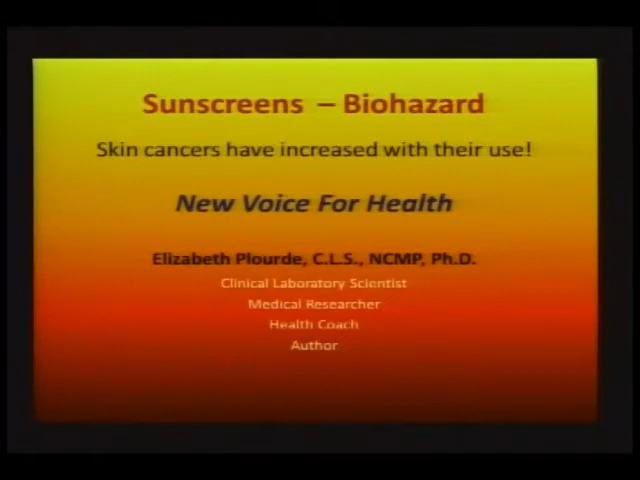 Sunscreens – Biohazard
Skin cancers have increased with their use!
New Voice For Health
Elizabeth Plourde, C.L.S., NCMP, Ph.D.
Clinical Laboratory Scientist
Medical Researcher
Health Coach
Author